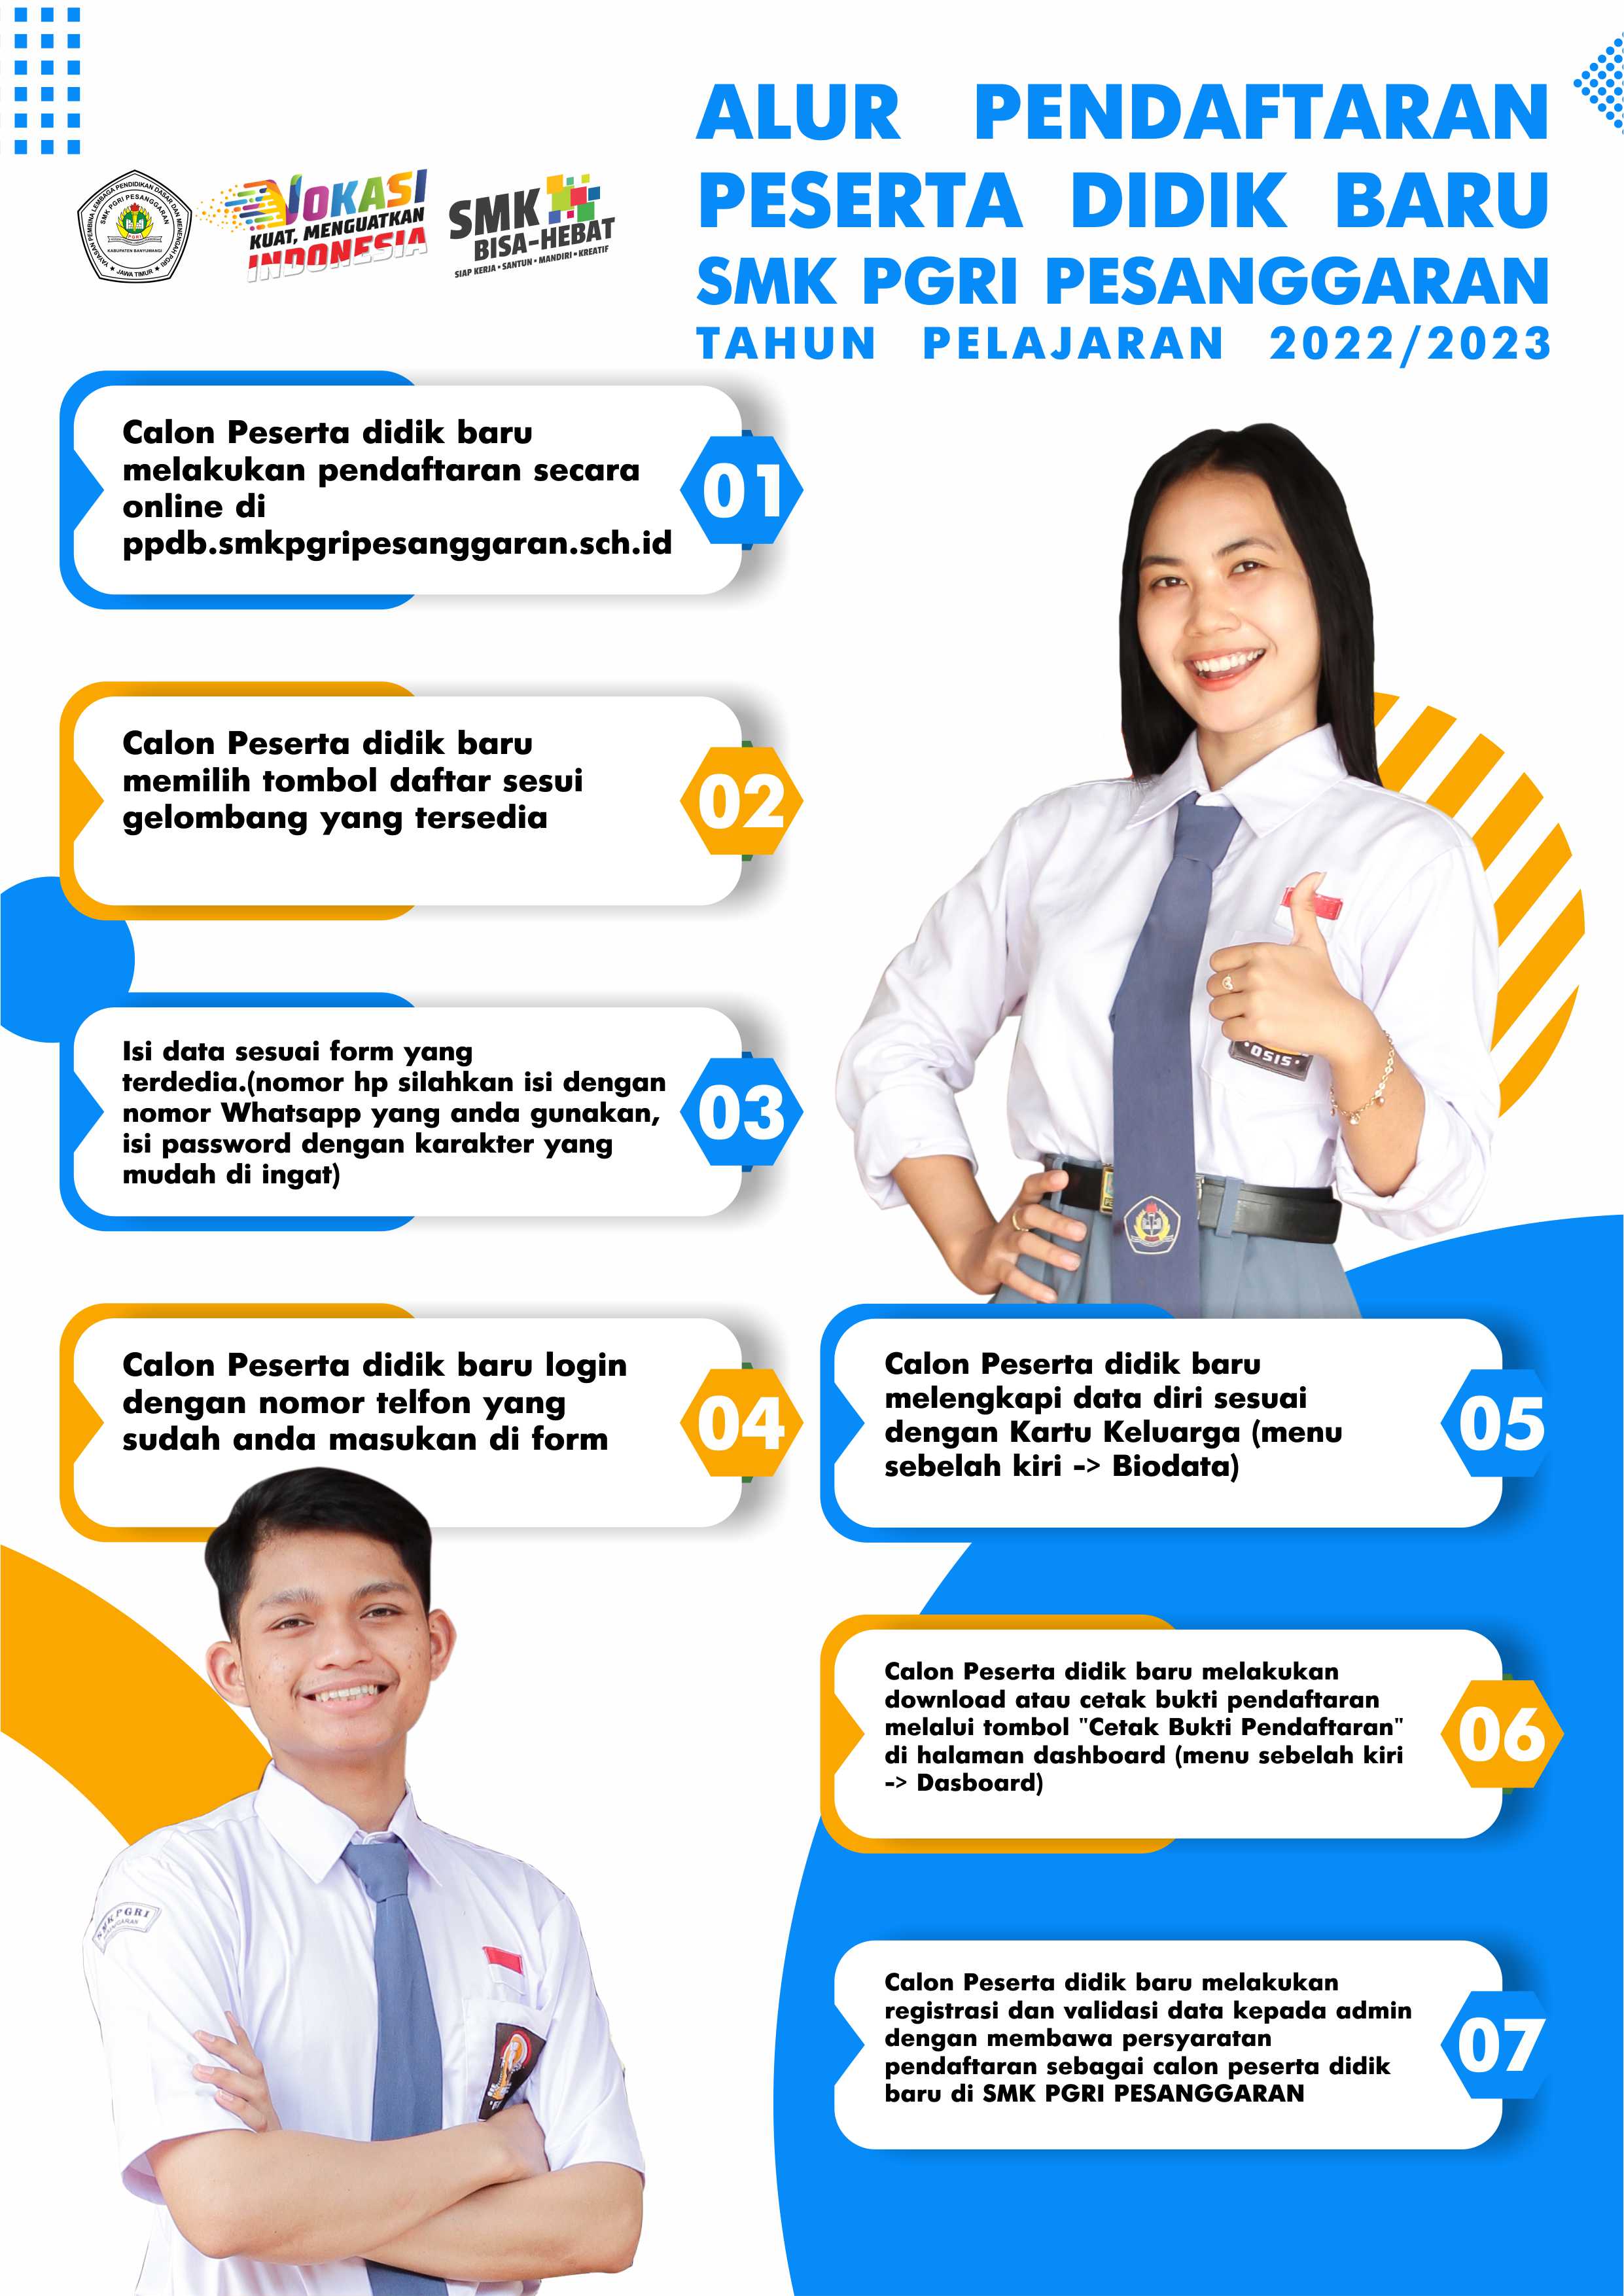 YAYASAN PEMBINA LEMBAGA PENDIDIKAN DASAR DAN MENENGAH PGRI
SMK PGRI PESANGGARAN
PGRI
KABUPATEN BANYUWANGI
JAWA TIMUR
VOKASI
KUAT, MENGUATKAN
INDONESIA
SMK
BISA-HEBAT
SIAP KERJA • SANTUN • MANDIRI • KREATIF
ALUR PENDAFTARAN
PESERTA DIDIK BARU
SMK PGRI PESANGGARAN
TAHUN PELAJARAN 2022/2023
Calon Peserta didik baru
melakukan pendaftaran secara
online di
ppdb.smkpgripesanggaran.sch.id
01
Calon Peserta didik baru
memilih tombol daftar sesui
gelombang yang tersedia
02
Isi data sesuai form yang
terdedia.(nomor hp silahkan isi dengan
nomor Whatsapp yang anda gunakan,
isi password dengan karakter yang
mudah di ingat)
03
Calon Peserta didik baru login
dengan nomor telfon yang
sudah anda masukan di form
04
Calon Peserta didik baru
melengkapi data diri sesuai
dengan Kartu Keluarga (menu
sebelah kiri -> Biodata)
05
Calon Peserta didik baru melakukan
download atau cetak bukti pendaftaran
melalui tombol "Cetak Bukti Pendaftaran"
di halaman dashboard (menu sebelah kiri
-> Dasboard)
06
Calon Peserta didik baru melakukan
registrasi dan validasi data kepada admin
dengan membawa persyaratan
pendaftaran sebagai calon peserta didik
baru di SMK PGRI PESANGGARAN
07
OSIS
SMK PGRI